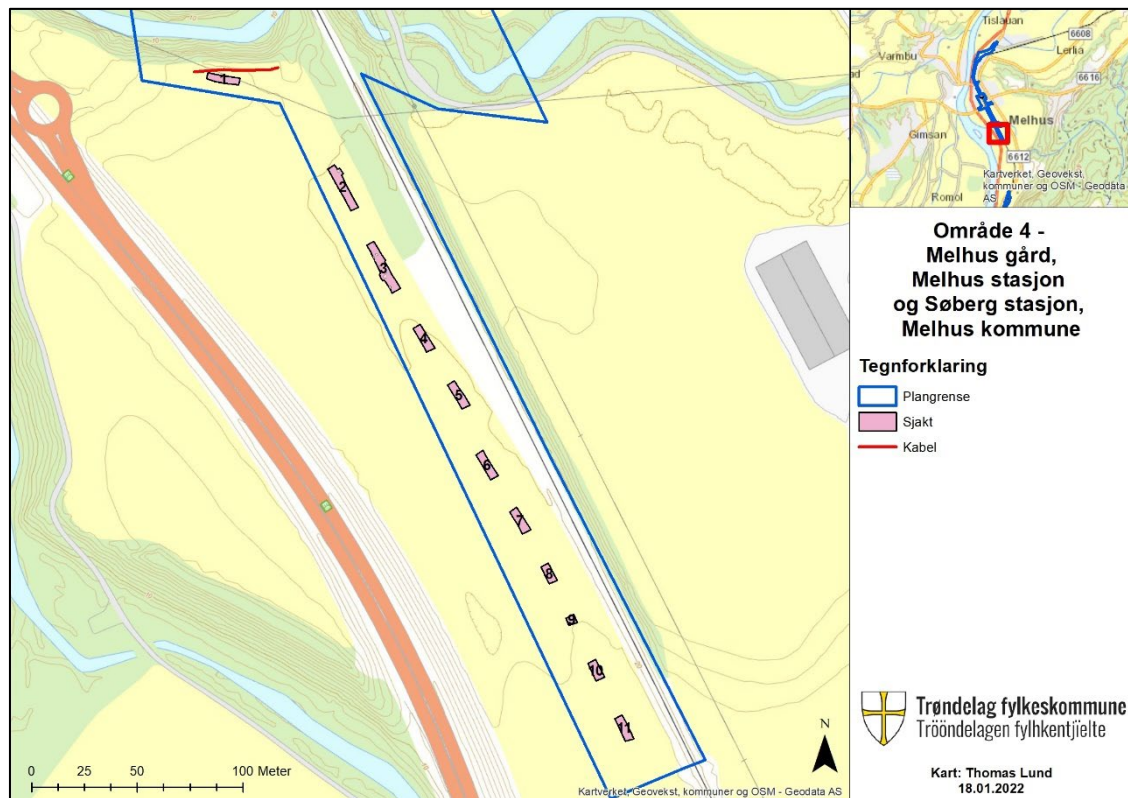 1
2
3
4
5
6
7
8
9
10
11
0 25 50 100 Meter
N
Kartverket, Geovekst, kommuner og OSM - Geodata AS
Tislauan
6608
Varmbu
Lerlia
6616
Melhus
Gimsan
6612
Kartverket, Geovekst,
kommuner og OSM - Geodata
AS
Romol
Område 4 -
Melhus gård,
Melhus stasjon
og Søberg stasjon,
Melhus kommune
Tegnforklaring
Plangrense
Sjakt
Kabel
Trøndelag fylkeskommune
Trööndelagen fylhkentjïelte
Kart: Thomas Lund
18.01.2022